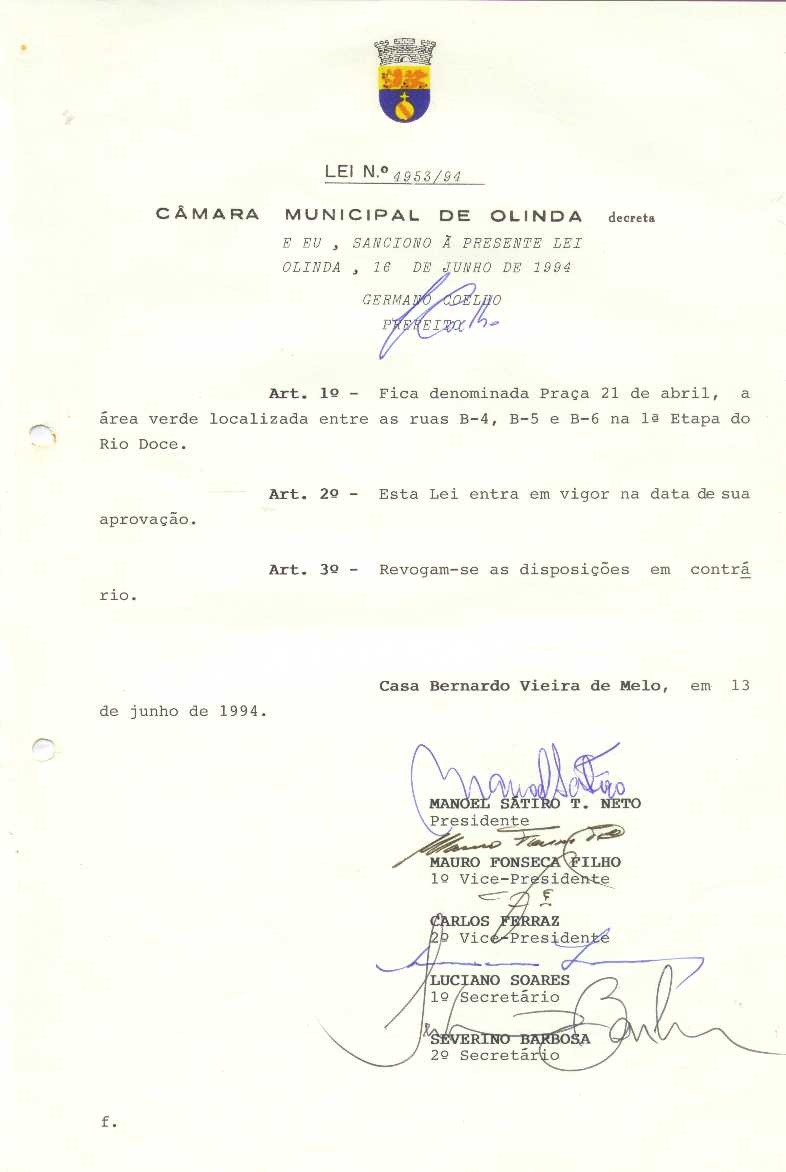 LEI N.º 4953/94
CÂMARA MUNICIPAL DE OLINDA decreta
E EU , SANCIONO Ã PRESENTE LEI
OLINDA , 16 DE JUNHO DE 1994
GERMANO COELHO
PREFEITO
Art. 1º - Fica denominada Praça 21 de abril, a
área verde localizada entre as ruas B-4, B-5 e B-6 na 1ª Etapa do
Rio Doce.
Art. 2º - Esta Lei entra em vigor na data de sua
aprovação.
Art. 3º - Revogam-se as disposições em contrá
rio.
Casa Bernardo Vieira de Melo, em 13
de junho de 1994.
MANOEL SÁTIRO T. NETO
Presidente
MAURO FONSECA FILHO
1º Vice-Presidente
CARLOS FERRAZ
2º Vice-Presidente
LUCIANO SOARES
1º Secretário
SEVERINO BARBOSA
2º Secretário
f.